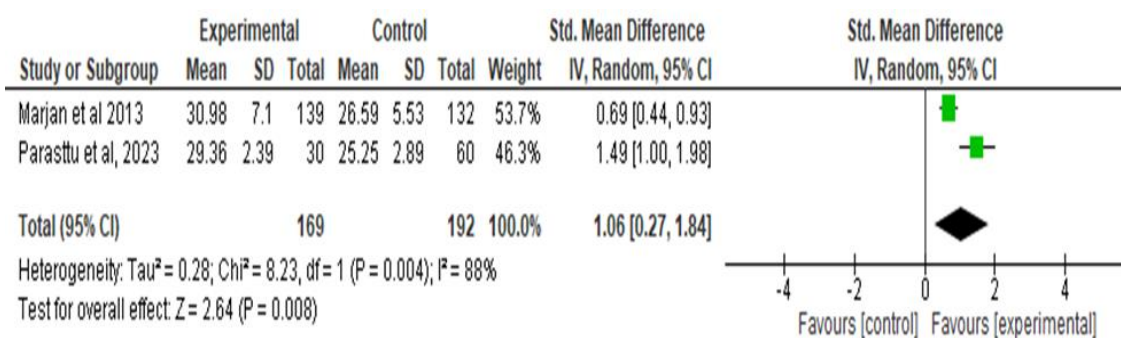 Experimental Control Std. Mean Difference Std. Mean Difference
Study or Subgroup Mean SD Total Mean SD Total Weight IV, Random, 95% CI IV, Random, 95% CI
Marjan et al 2013 30.98 7.1 139 26.59 5.53 132 53.7% 0.69 [0.44, 0.93]
Parasttu et al, 2023 29.36 2.39 30 25.25 2.89 60 46.3% 1.49 [1.00, 1.98]
Total (95% CI) 169 192 100.0% 1.06 [0.27, 1.84]
Heterogeneity: Tau² = 0.28; Chi² = 8.23, df = 1 (P = 0.004); I² = 88%
Test for overall effect: Z = 2.64 (P = 0.008)
-4 -2 0 2 4
Favours [control] Favours [experimental]